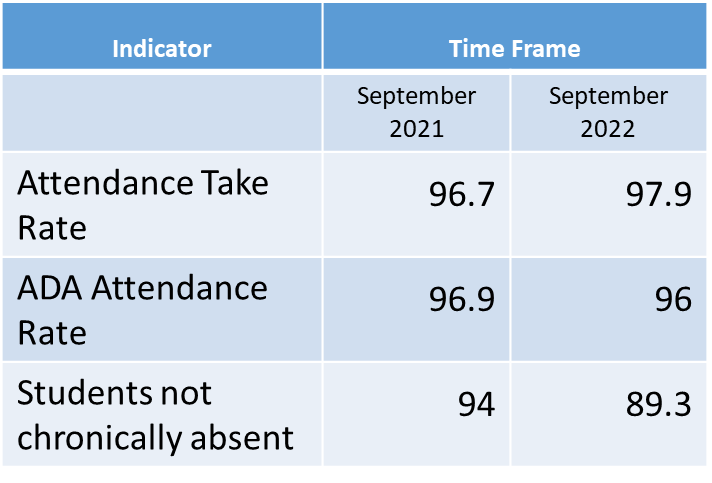 Indicator Time Frame
September September
2021 2022
Attendance Take
Rate
96.7 97.9
ADA Attendance
Rate
96.9 96
Students not
chronically absent
94 89.3